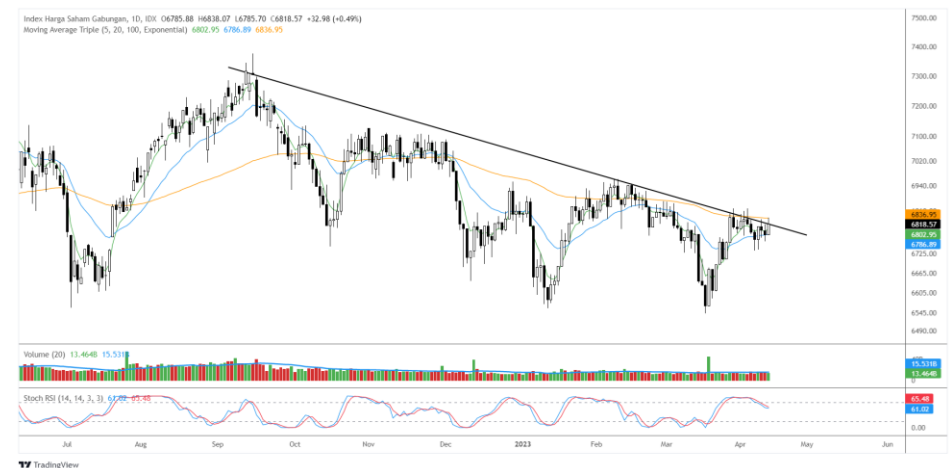 Index Harga Saham Gabungan, 1D, IDX O6785.88 H6838.07 L6785.70 C6818.57 +32.98 (+0.49%)
Moving Average Triple (5, 20, 100, Exponential) 6802.95 6786.89 6836.95
7500.00
7400.00
7300.00
7200.00
7100.00
7020.00
6940.00
6836.95
6818.57
6802.95
6786.89
6725.00
6665.00
6605.00
6545.00
6490.00
Volume (20) 13.464B 15.531B
15.531B
13.464B
0
Stoch RSI (14, 14, 3, 3) 61.02 65.48
65.48
61.02
0.00
Jul Aug Sep Oct Nov Dec 2023 Feb Mar Apr May Jun
TradingView